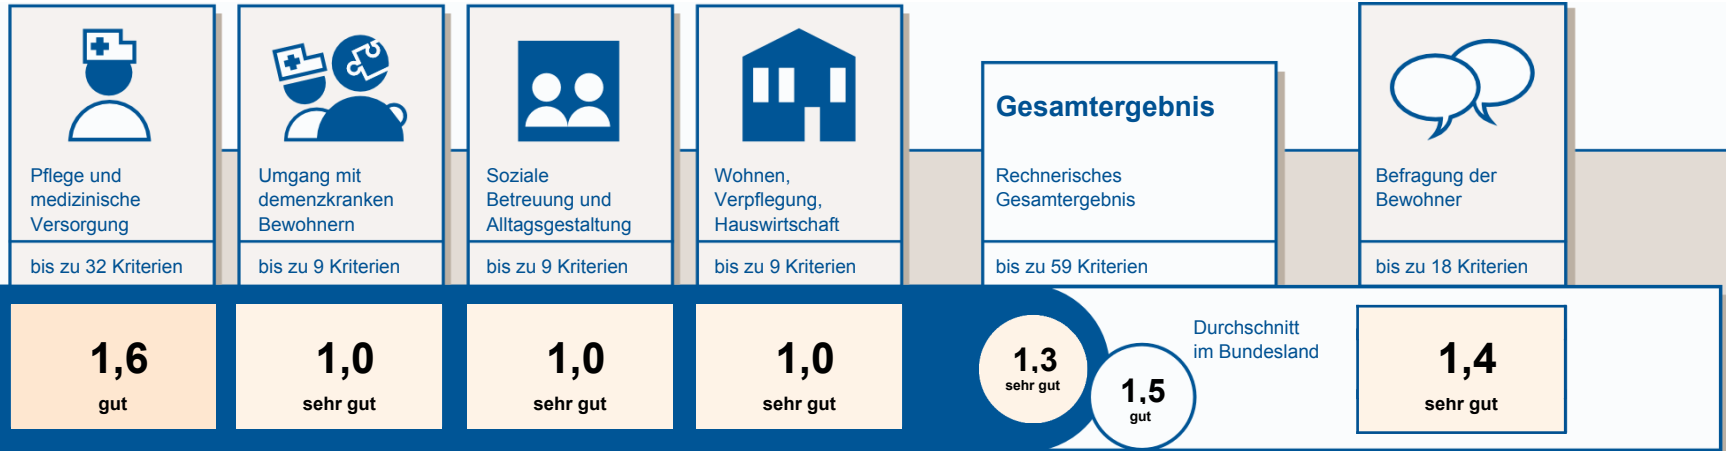 Pflege und
medizinische
Versorgung
bis zu 32 Kriterien
1,6
gut
Umgang mit
demenzkranken
Bewohnern
bis zu 9 Kriterien
1,0
sehr gut
Soziale
Betreuung und
Alltagsgestaltung
bis zu 9 Kriterien
1,0
sehr gut
Wohnen,
Verpflegung,
Hauswirtschaft
bis zu 9 Kriterien
1,0
sehr gut
Gesamtergebnis
Rechnerisches
Gesamtergebnis
bis zu 59 Kriterien
1,3
sehr gut
1,5
gut
Durchschnitt
im Bundesland
Befragung der
Bewohner
bis zu 18 Kriterien
1,4
sehr gut